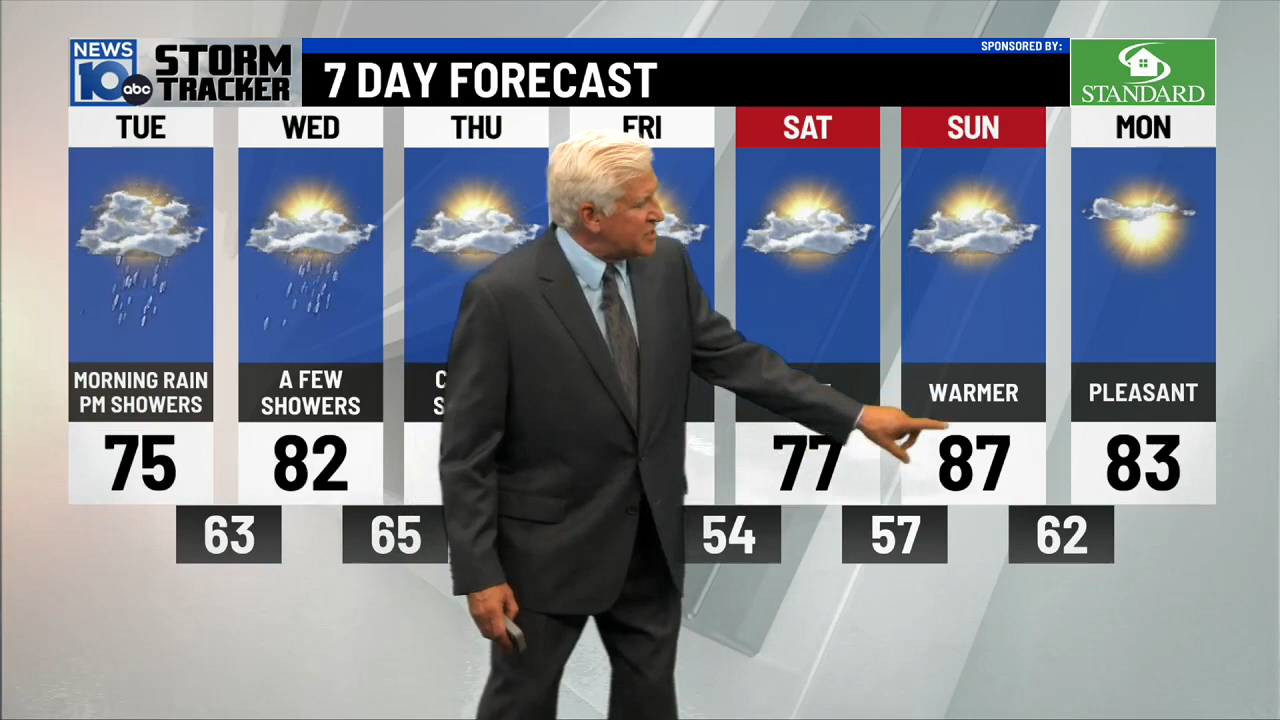 NEWS
10
abc
STORM
TRACKER
7 DAY FORECAST
SPONSORED BY:
STANDARD
TUE
WED
THU
FRI
SAT
SUN
MON
MORNING RAIN
PM SHOWERS
A FEW
SHOWERS
WARMER
PLEASANT
75
82
77
87
83
63
65
54
57
62